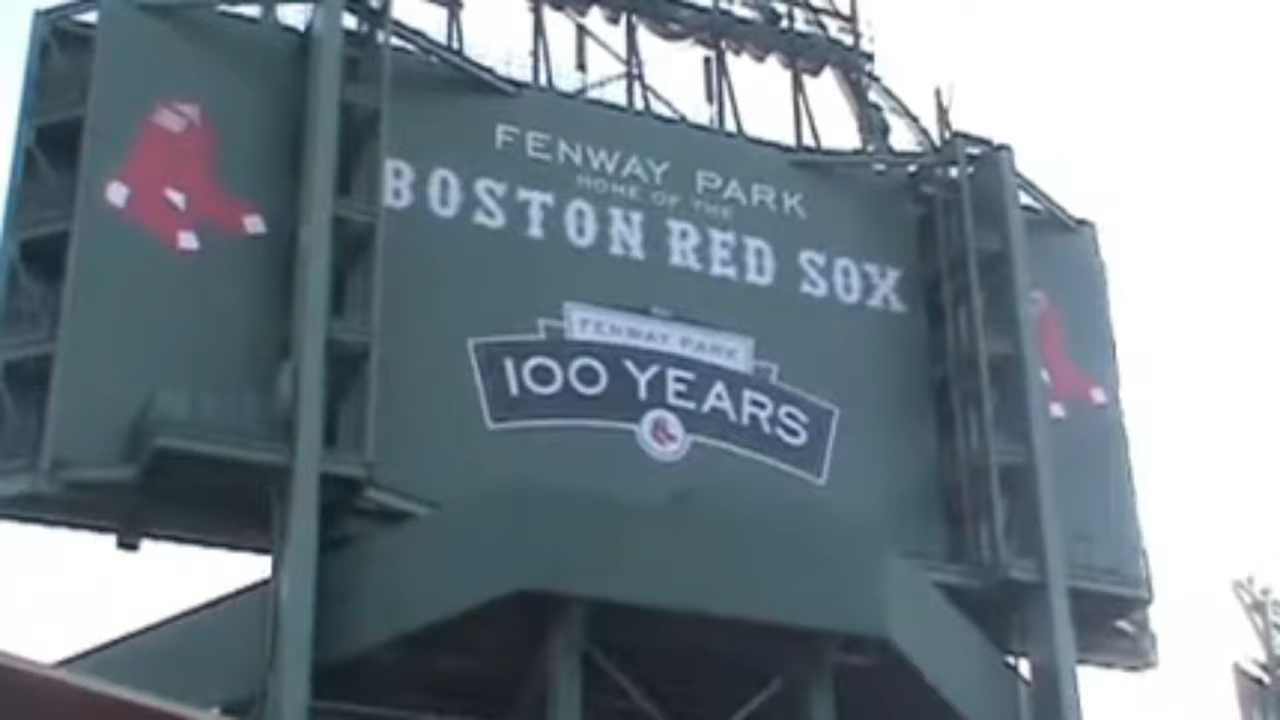 FENWAY PARK
HOME OF THE
BOSTON RED SOX
FENWAY PARK
100 YEARS